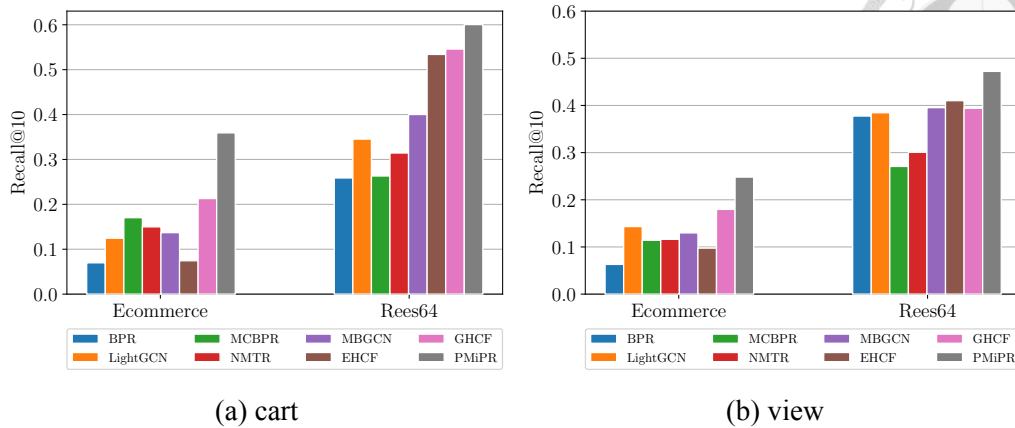 0.6
0.5
0.4
0.3
0.2
0.1
0.0
Recall@10
Ecommerce Rees64
BPR MCBPR MBGCN GHCF
LightGCN NMTR EHCF PMiPR
(a) cart
0.6
0.5
0.4
0.3
0.2
0.1
0.0
Recall@10
Ecommerce Rees64
BPR MCBPR MBGCN GHCF
LightGCN NMTR EHCF PMiPR
(b) view